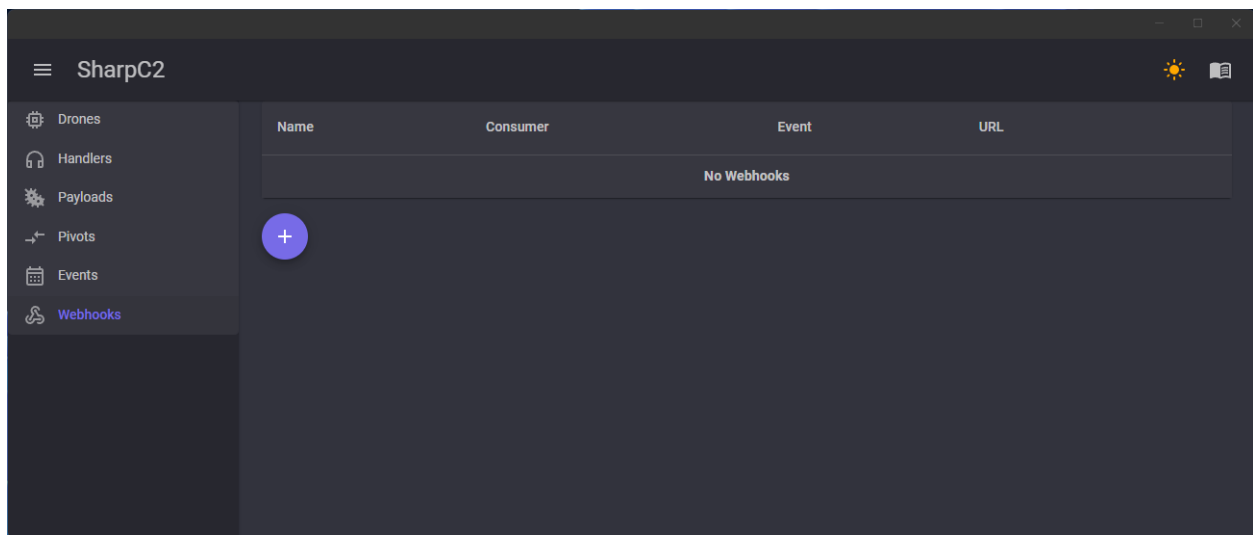 SharpC2
Drones
Handlers
Payloads
Pivots
Events
Webhooks
Name Consumer Event URL
No Webhooks